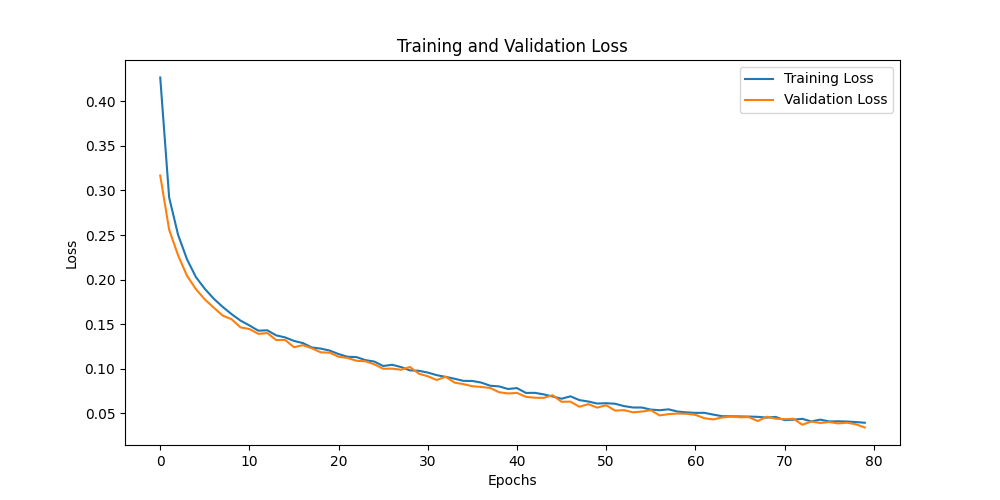 Training and Validation Loss
Training Loss
Validation Loss
0.40
0.35
0.30
0.25
0.20
0.15
0.10
0.05
Loss
0 10 20 30 40 50 60 70 80
Epochs